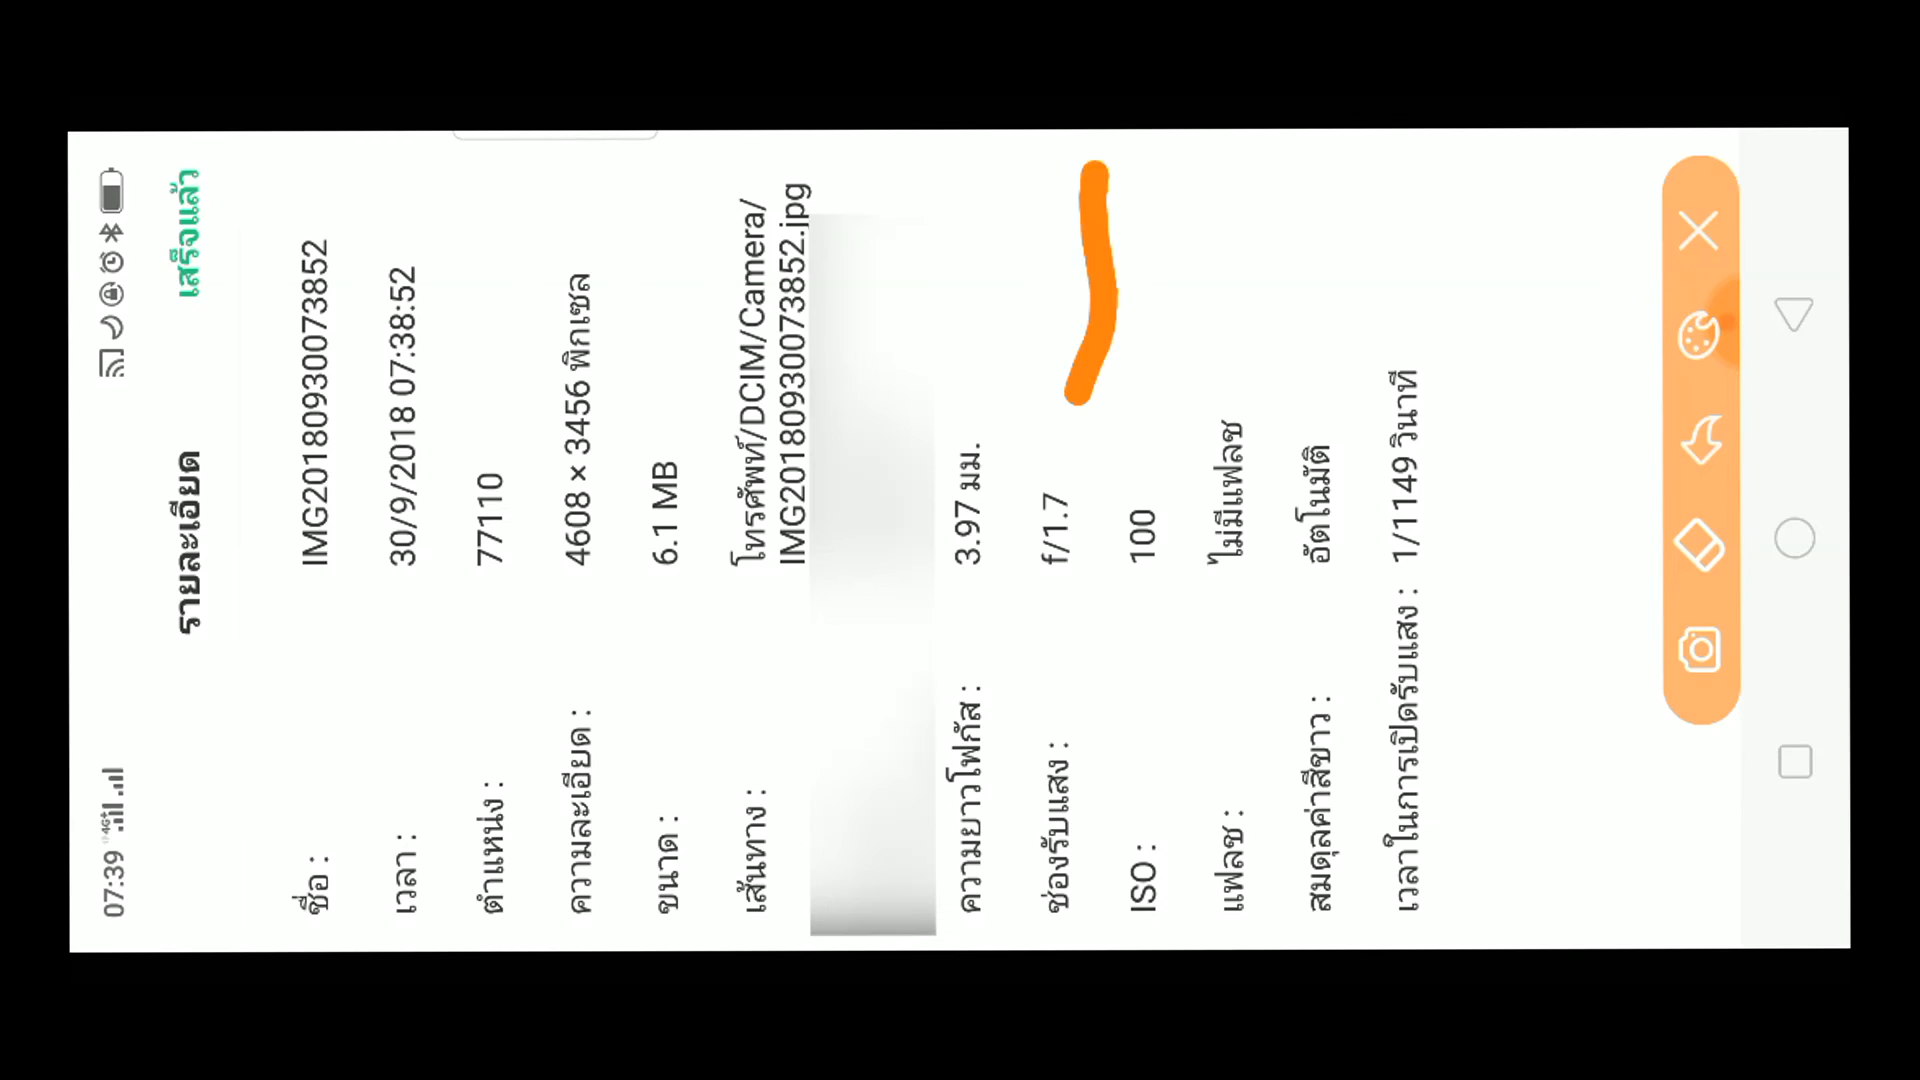 07:39 4G+
รายละเอียด
เสร็จแล้ว
ชื่อ : IMG20180930073852
เวลา : 30/9/2018 07:38:52
ตำแหน่ง : 77110
ความละเอียด : 4608 × 3456 พิกเซล
ขนาด : 6.1 MB
เส้นทาง : โทรศัพท์/DCIM/Camera/
IMG20180930073852.jpg
ความยาวโฟกัส : 3.97 มม.
ช่องรับแสง : f/1.7
ISO : 100
แฟลช : ไม่มีแฟลช
สมดุลค่าสีขาว : อัตโนมัติ
เวลาในการเปิดรับแสง : 1/1149 วินาที